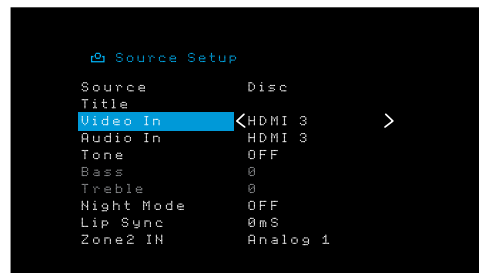 Source Setup
Source Disc
Title
Video In HDMI 3
Audio In HDMI 3
Tone OFF
Bass 0
Treble 0
Night Mode OFF
Lip Sync 0mS
Zone2 IN Analog 1